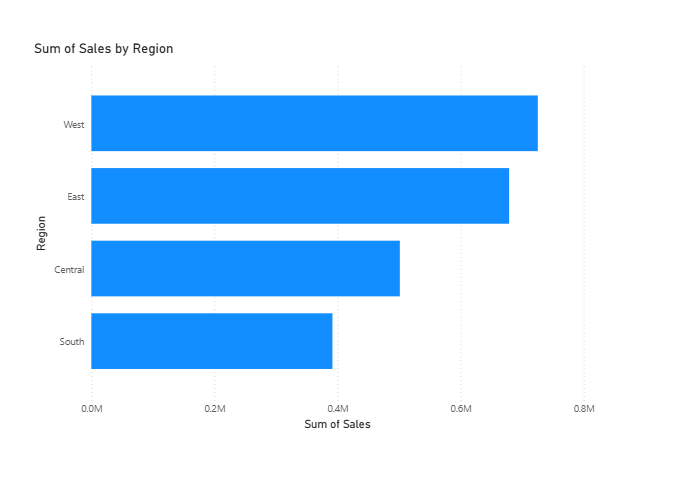 Sum of Sales by Region
West
East
Central
South
Region
0.0M 0.2M 0.4M 0.6M 0.8M
Sum of Sales